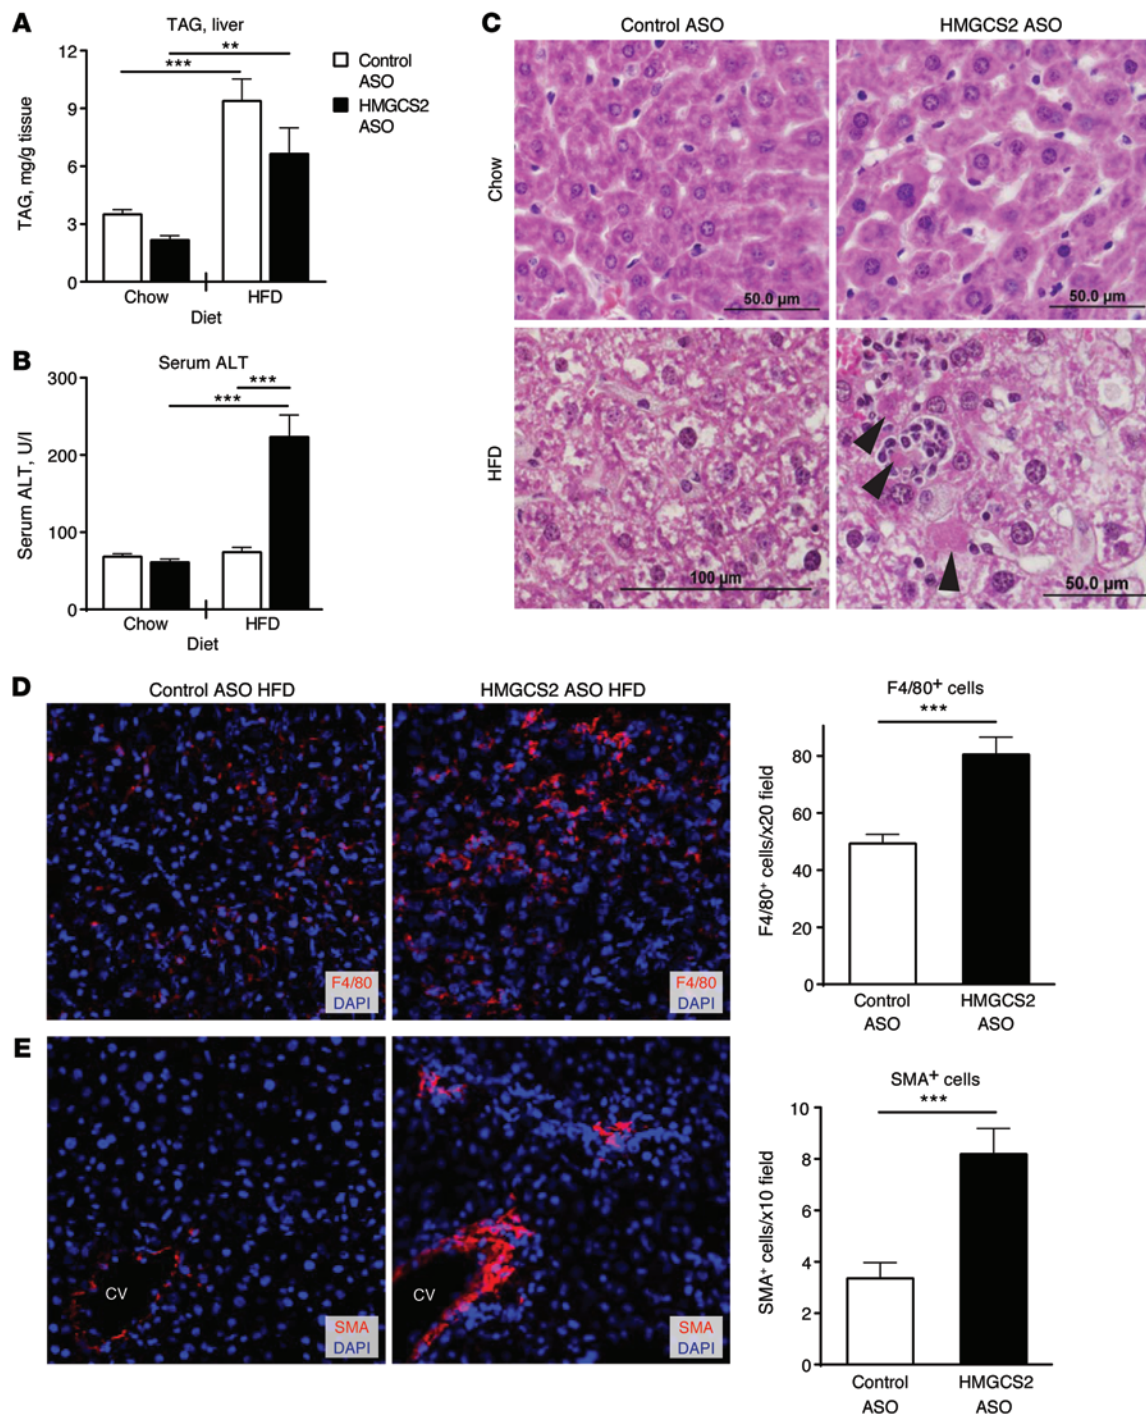 A
TAG, liver
**
***
12
9
6
3
0
TAG, mg/g tissue
Chow
HFD
Diet
Control
ASO
HMGCS2
ASO
B
Serum ALT
***
***
300
200
100
0
Serum ALT, U/l
Chow
HFD
Diet
C
Control ASO
HMGCS2 ASO
Chow
50.0 µm
50.0 µm
HFD
100 µm
50.0 µm
D
Control ASO HFD
HMGCS2 ASO HFD
F4/80
DAPI
F4/80
DAPI
F4/80+ cells
***
80
60
40
20
0
F4/80+ cells/x20 field
Control
ASO
HMGCS2
ASO
E
CV
SMA
DAPI
CV
SMA
DAPI
SMA+ cells
***
10
8
6
4
2
0
SMA+ cells/x10 field
Control
ASO
HMGCS2
ASO